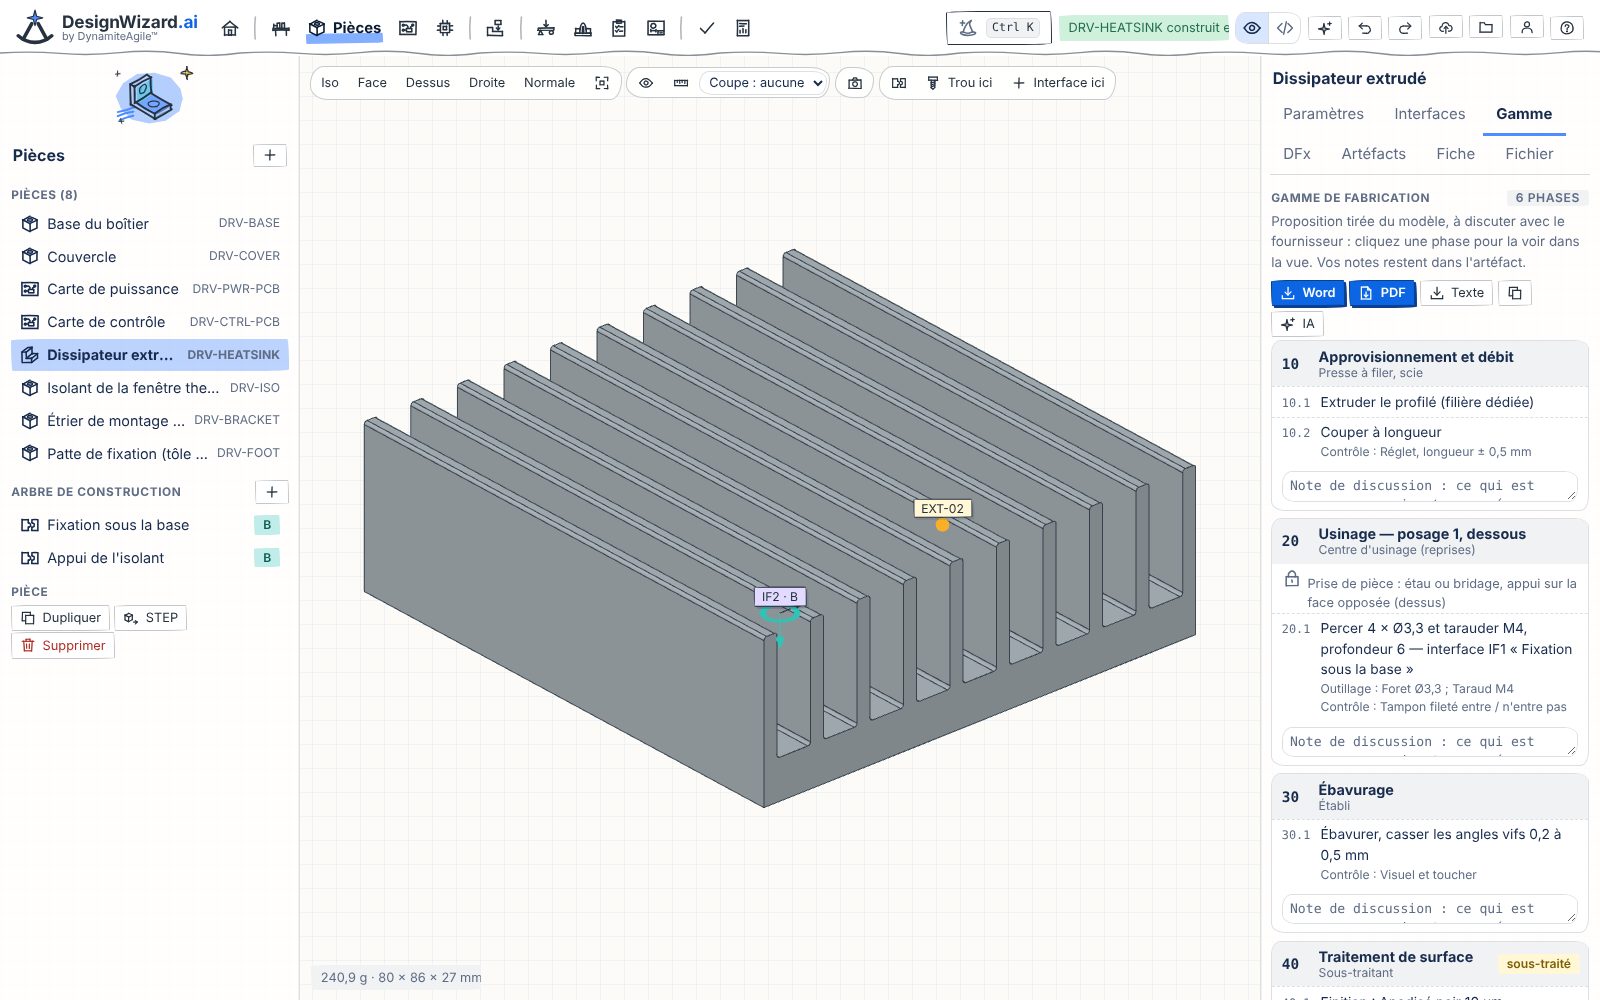 DesignWizard.ai
by DynamiteAgile™
Pièces
Ctrl K
DRV-HEATSINK construit e
Pièces
PIÈCES (8)
Base du boîtier DRV-BASE
Couvercle DRV-COVER
Carte de puissance DRV-PWR-PCB
Carte de contrôle DRV-CTRL-PCB
Dissipateur extr... DRV-HEATSINK
Isolant de la fenêtre the... DRV-ISO
Étrier de montage ... DRV-BRACKET
Patte de fixation (tôle ... DRV-FOOT
ARBRE DE CONSTRUCTION
Fixation sous la base B
Appui de l'isolant B
PIÈCE
Dupliquer STEP
Supprimer
Iso Face Dessus Droite Normale Coupe : aucune Trou ici Interface ici
EXT-02
IF2 · B
240,9 g · 80 × 86 × 27 mm
Dissipateur extrudé
Paramètres Interfaces Gamme
DFx Artéfacts Fiche Fichier
GAMME DE FABRICATION 6 PHASES
Proposition tirée du modèle, à discuter avec le
fournisseur : cliquez une phase pour la voir dans
la vue. Vos notes restent dans l'artéfact.
Word PDF Texte
IA
10 Approvisionnement et débit
Presse à filer, scie
10.1 Extruder le profilé (filière dédiée)
10.2 Couper à longueur
Contrôle : Réglet, longueur ± 0,5 mm
Note de discussion : ce qui est
20 Usinage — posage 1, dessous
Centre d'usinage (reprises)
Prise de pièce : étau ou bridage, appui sur la
face opposée (dessus)
20.1 Percer 4 × Ø3,3 et tarauder M4,
profondeur 6 — interface IF1 « Fixation
sous la base »
Outillage : Foret Ø3,3 ; Taraud M4
Contrôle : Tampon fileté entre / n'entre pas
Note de discussion : ce qui est
30 Ébavurage
Établi
30.1 Ébavurer, casser les angles vifs 0,2 à
0,5 mm
Contrôle : Visuel et toucher
Note de discussion : ce qui est
40 Traitement de surface sous-traité
Sous-traitant